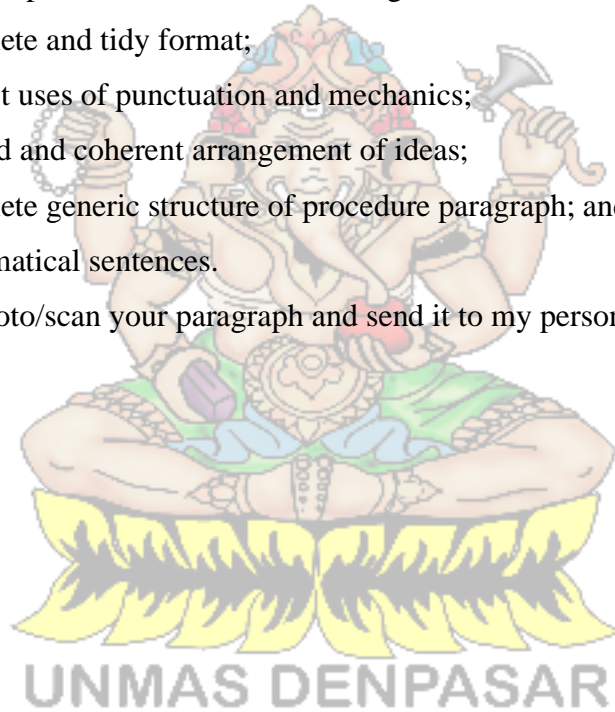 ete and tidy format;
t uses of punctuation and mechanics;
d and coherent arrangement of ideas;
ete generic structure of procedure paragraph; and
matical sentences.
oto/scan your paragraph and send it to my person
UNMAS DENPASAR